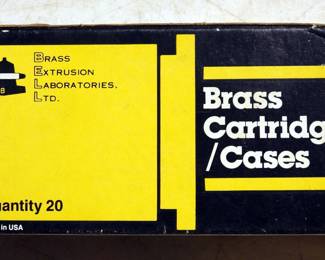 BRASS
EXTRUSION
LABORATORIES,
LTD.
Brass
Cartridg
/Cases
uantity 20
in USA